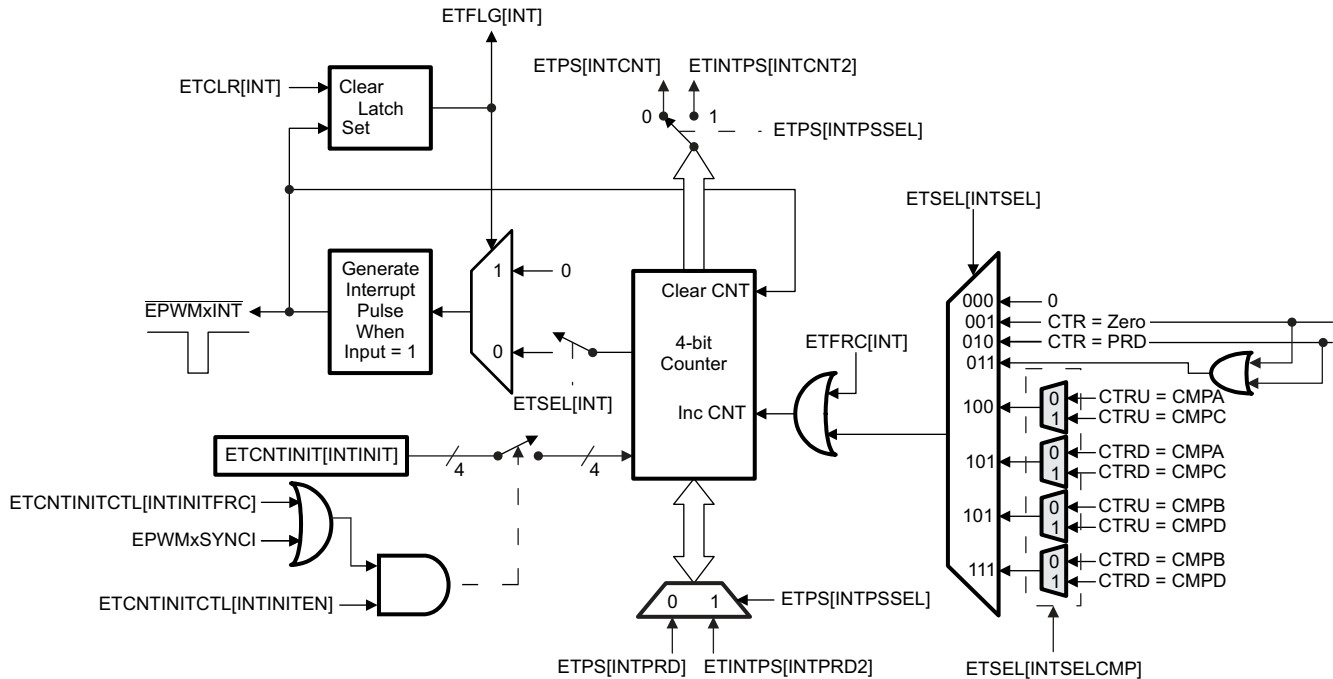 ETFLG[INT]
ETPS[INTCNT] ETINTPS[INTCNT2]
ETCLR[INT]
Clear
Latch
Set
0 1
ETPS[INTPSSEL]
ETSEL[INTSEL]
Generate
Interrupt
Pulse
When
Input = 1
EPWMxINT
1 0
0
ETSEL[INT]
Clear CNT
4-bit
Counter
Inc CNT
ETFRC[INT]
000 0
001 CTR = Zero
010 CTR = PRD
011
100
0 CTRU = CMPA
1 CTRU = CMPC
101
0 CTRD = CMPA
1 CTRD = CMPC
101
0 CTRU = CMPB
1 CTRU = CMPD
111
0 CTRD = CMPB
1 CTRD = CMPD
ETSEL[INTSELCMP]
ETCNTINIT[INTINIT]
4 4
ETCNTINITCTL[INTINITFRC]
EPWMxSYNCI
ETCNTINITCTL[INTINITEN]
0 1
ETPS[INTPSSEL]
ETPS[INTPRD] ETINTPS[INTPRD2]